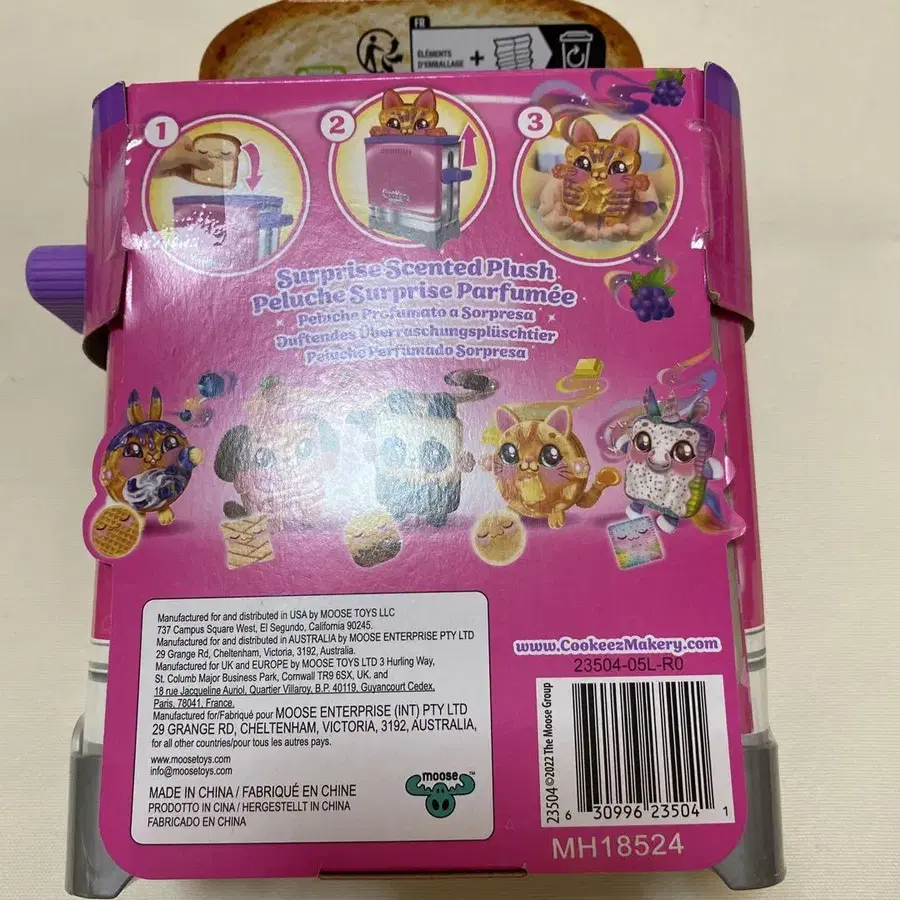 FR
ÉLÉMENTS
D'EMBALLAGE
+
1
2
3
Cookeez
Surprise Scented Plush
Peluche Surprise Parfumée
Peluche Profumato a Sorpresa
Duftendes Überraschungsplüschtier
Peluche Perfumado Sorpresa
Manufactured for and distributed in USA by MOOSE TOYS LLC
737 Campus Square West, El Segundo, California 90245.
Manufactured for and distributed in AUSTRALIA by MOOSE ENTERPRISE PTY LTD
29 Grange Rd, Cheltenham, Victoria, 3192, Australia.
Manufactured for UK and EUROPE by MOOSE TOYS LTD 3 Hurling Way,
St. Columb Major Business Park, Cornwall TR9 6SX, UK. and
18 rue Jacqueline Auriol, Quartier Villaroy, B.P. 40119, Guyancourt Cedex,
Paris, 78041, France.
Manufactured for/Fabriqué pour MOOSE ENTERPRISE (INT) PTY LTD
29 GRANGE RD, CHELTENHAM, VICTORIA, 3192, AUSTRALIA,
for all other countries/pour tous les autres pays.
www.moosetoys.com
info@moosetoys.com
MADE IN CHINA / FABRIQUÉ EN CHINE
PRODOTTO IN CINA / HERGESTELLT IN CHINA
FABRICADO EN CHINA
moose™
www.CookeezMakery.com
23504-05L-R0
23504 ©2022 The Moose Group
6 30996 23504 1
MH18524